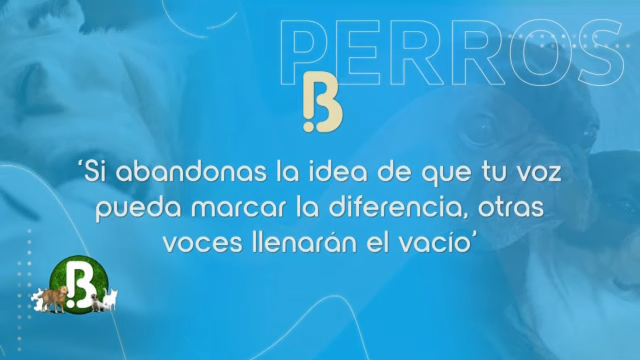 PERROS
B
‘Si abandonas la idea de que tu voz
pueda marcar la diferencia, otras
voces llenarán el vacío’
B